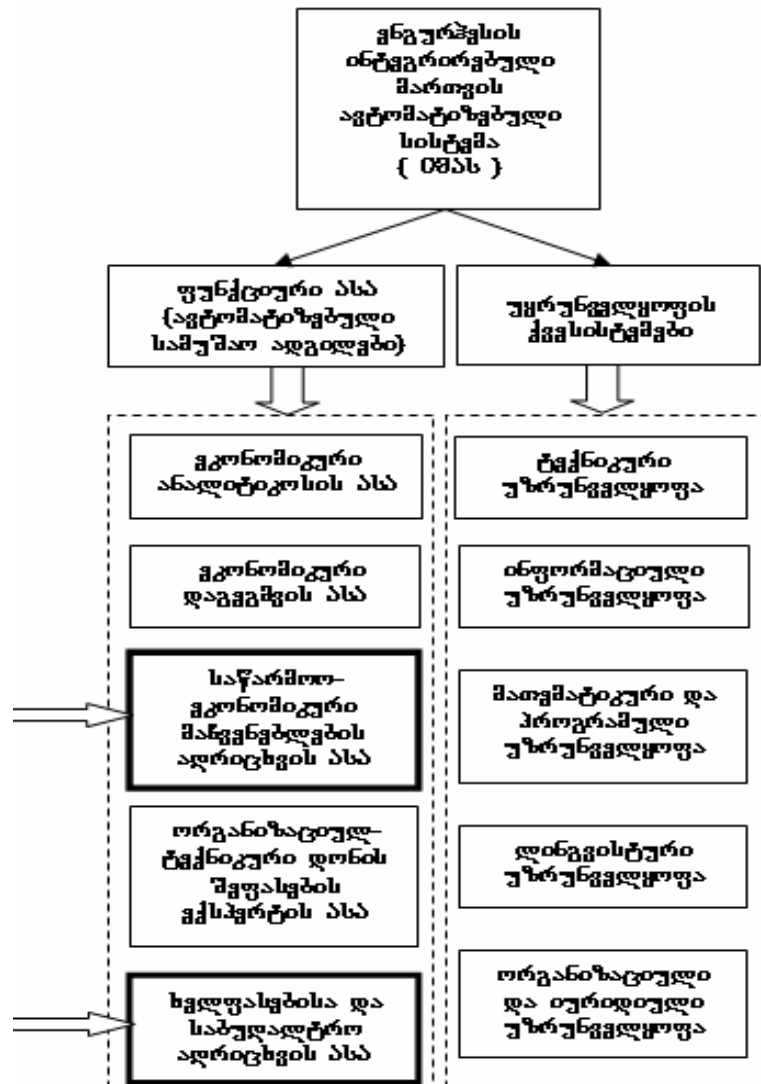 ენგურჰესის
ინტეგრირებული
მართვის
ავტომატიზებული
სისტემა
{ იმას }
ფუნქციური ასა
{ავტომატიზებული
სამუშაო ადგილები}
უყრუნველყოფის
ქვესისტემები
ეკონომიკური
ანალიტიკოსის ასა
ეკონომიკური
დაგეგმვის ასა
საწარმოო–
ეკონომიკური
მაჩვენებლების
აღრიცხვის ასა
ორგანიზაციულ–
ტექნიკური დონის
შეფასების
ექსპერტის ასა
ხელფასებისა და
საბუღალტრო
აღრიცხვის ასა
ტექნიკური
უზრუნველყოფა
ინფორმაციული
უზრუნველყოფა
მათემატიკური და
პროგრამული
უზრუნველყოფა
ლინგვისტური
უზრუნველყოფა
ორგანიზაციული
და იურიდიული
უზრუნველყოფა